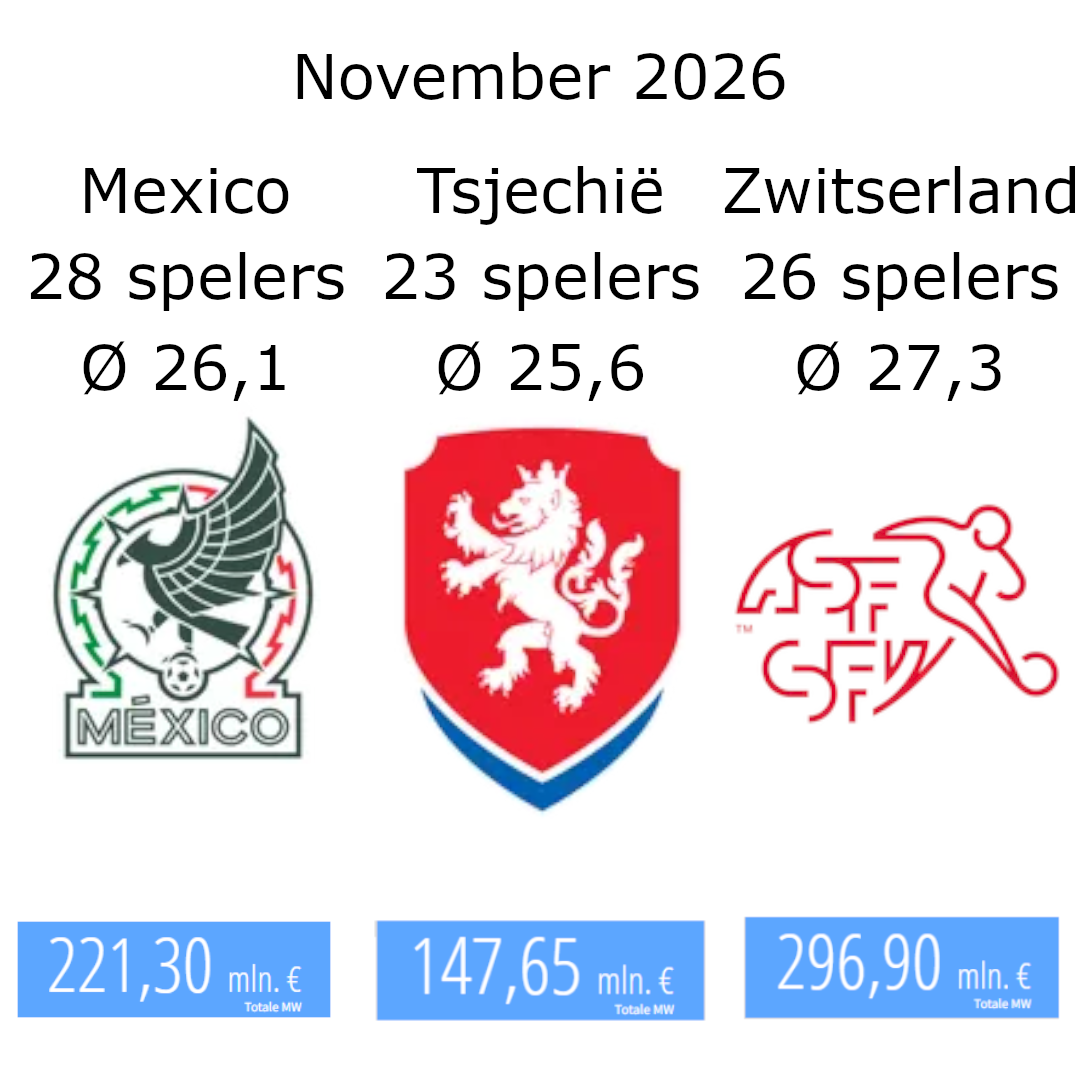 November 2026
Mexico
28 spelers
Ø 26,1
Tsjechië
23 spelers
Ø 25,6
Zwitserland
26 spelers
Ø 27,3
MÉXICO
ASF
SFV
TM
221,30 mln. €
Totale MW
147,65 mln. €
Totale MW
296,90 mln. €
Totale MW